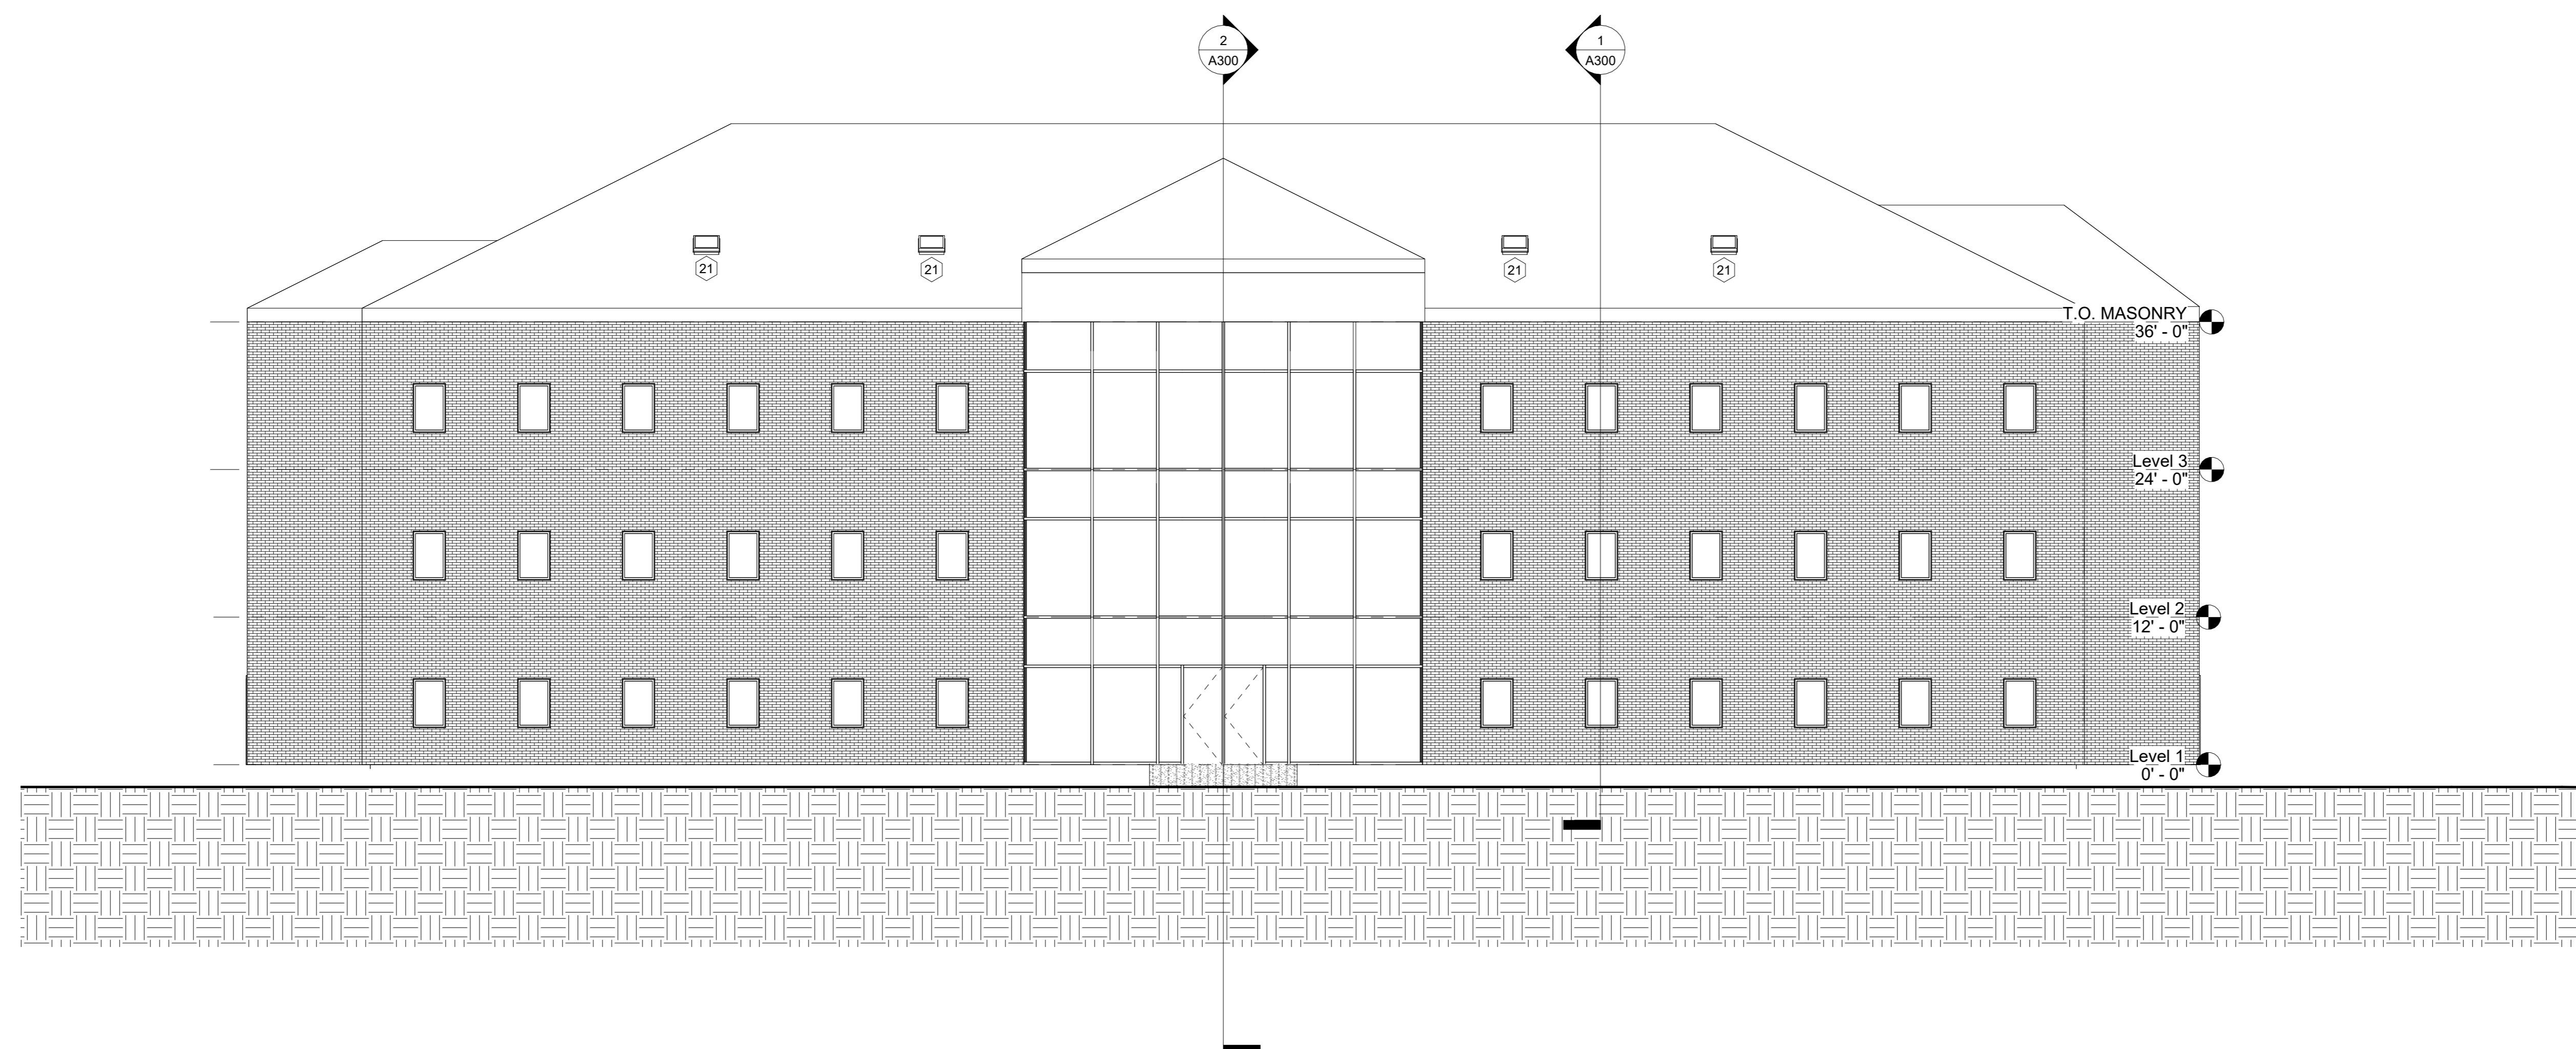 2
A300
1
A300
21
21
21
21
T.O. MASONRY
36' - 0"
Level 3
24' - 0"
Level 2
12' - 0"
Level 1
0' - 0"